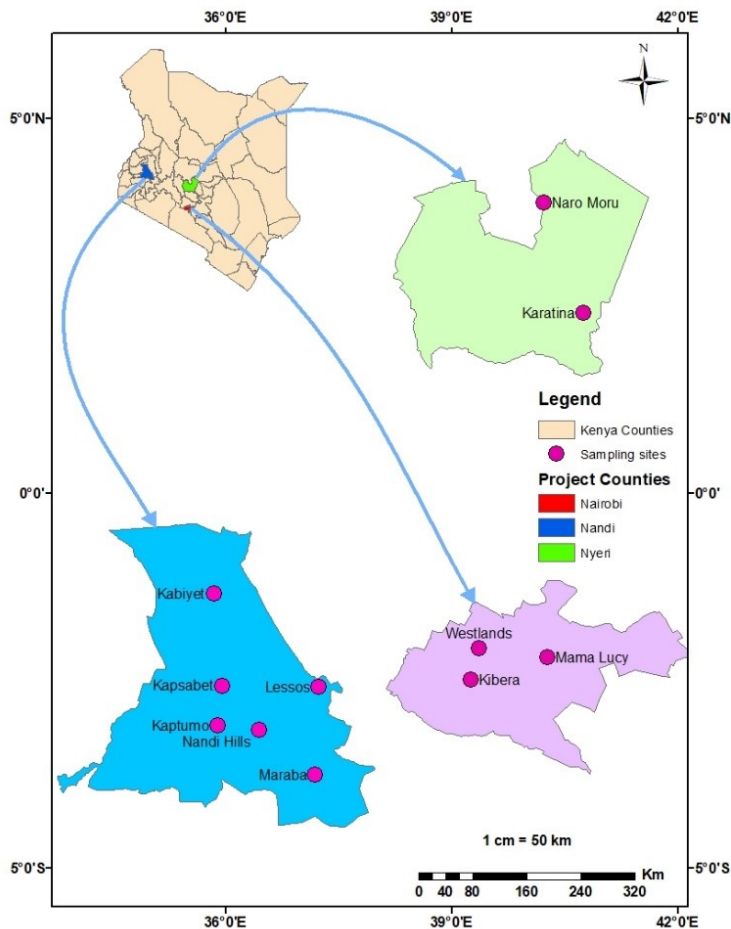 36°0'E 39°0'E 42°0'E
N
5°0'N 5°0'N
Naro Moru
Karatina
Legend
Kenya Counties
Sampling sites
Project Counties
Nairobi
Nandi
Nyeri
0°0' 0°0'
Kabiyet
Kapsabet
Lessos
Kaptumo
Nandi Hills
Maraba
Westlands
Mama Lucy
Kibera
1 cm = 50 km
Km
0 20 40 80 160 240 320
5°0'S 5°0'S
36°0'E 39°0'E 42°0'E